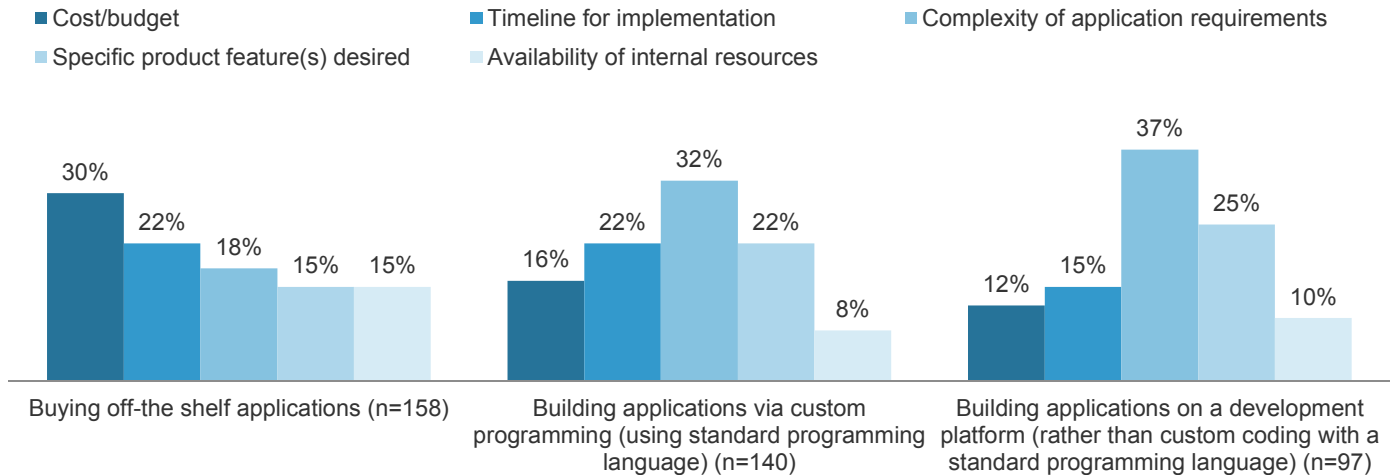 Cost/budget
Timeline for implementation
Complexity of application requirements
Specific product feature(s) desired
Availability of internal resources
30%
22%
18%
15%
15%
Buying off-the shelf applications (n=158)
16%
22%
32%
22%
8%
Building applications via custom
programming (using standard programming
language) (n=140)
12%
15%
37%
25%
10%
Building applications on a development
platform (rather than custom coding with a
standard programming language) (n=97)